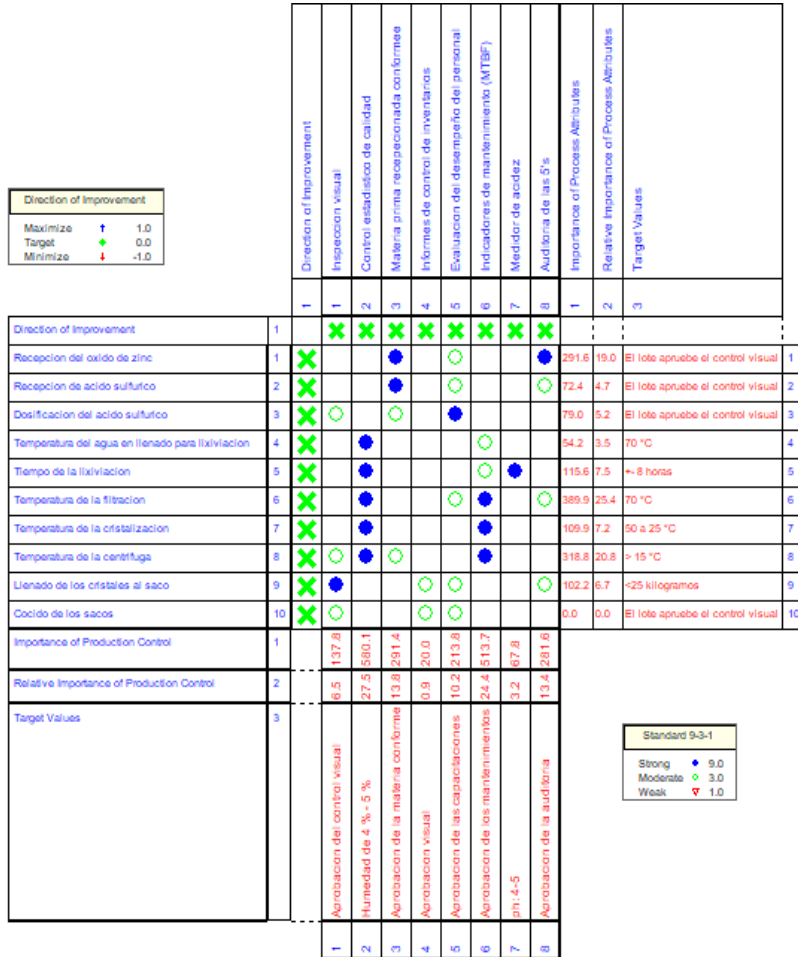 Direction of Improvement
Maximize 1.0
Target 0.0
Minimize -1.0
Direction of Improvement
Inspeccion visual
Control estadistico de calidad
Materia prima recepecionada conformee
Informes de control de inventarios
Evaluacion del desempeño del personal
Indicadores de mantenimiento (MTBF)
Medidor de acidez
Auditoria de las 5's
Importance of Process Attributes
Relative Importance of Process Attributes
Target Values
1 1 2 3 4 5 6 7 8 1 2 3
Direction of Improvement 1
Recepcion del oxido de zinc 1 291.6 19.0 El lote apruebe el control visual 1
Recepcion de acido sulfurico 2 72.4 4.7 El lote apruebe el control visual 2
Dosificacion del acido sulfurico 3 79.0 5.2 El lote apruebe el control visual 3
Temperatura del agua en llenado para lixiviacion 4 54.2 3.5 70 °C 4
Tiempo de la lixiviacion 5 115.6 7.5 +- 8 horas 5
Temperatura de la filtracion 6 389.9 25.4 70 °C 6
Temperatura de la cristalizacion 7 109.9 7.2 50 a 25 °C 7
Temperatura de la centrifuga 8 318.8 20.8 > 15 °C 8
Llenado de los cristales al saco 9 102.2 6.7 <25 kilogramos 9
Cocido de los sacos 10 0.0 0.0 El lote apruebe el control visual 10
Importance of Production Control 1 137.8 580.1 291.4 20.0 213.8 513.7 67.8 281.6
Relative Importance of Production Control 2 6.5 27.5 13.8 0.9 10.2 24.4 3.2 13.4
Target Values 3
Aprobacion del control visual
Humedad de 4 % - 5 %
Aprobacion de la materia conforme
Aprobacion visual
Aprobacion de las capacitaciones
Aprobacion de los mantenimientos
ph: 4-5
Aprobacion de la auditoria
1 2 3 4 5 6 7 8
Standard 9-3-1
Strong 9.0
Moderate 3.0
Weak 1.0